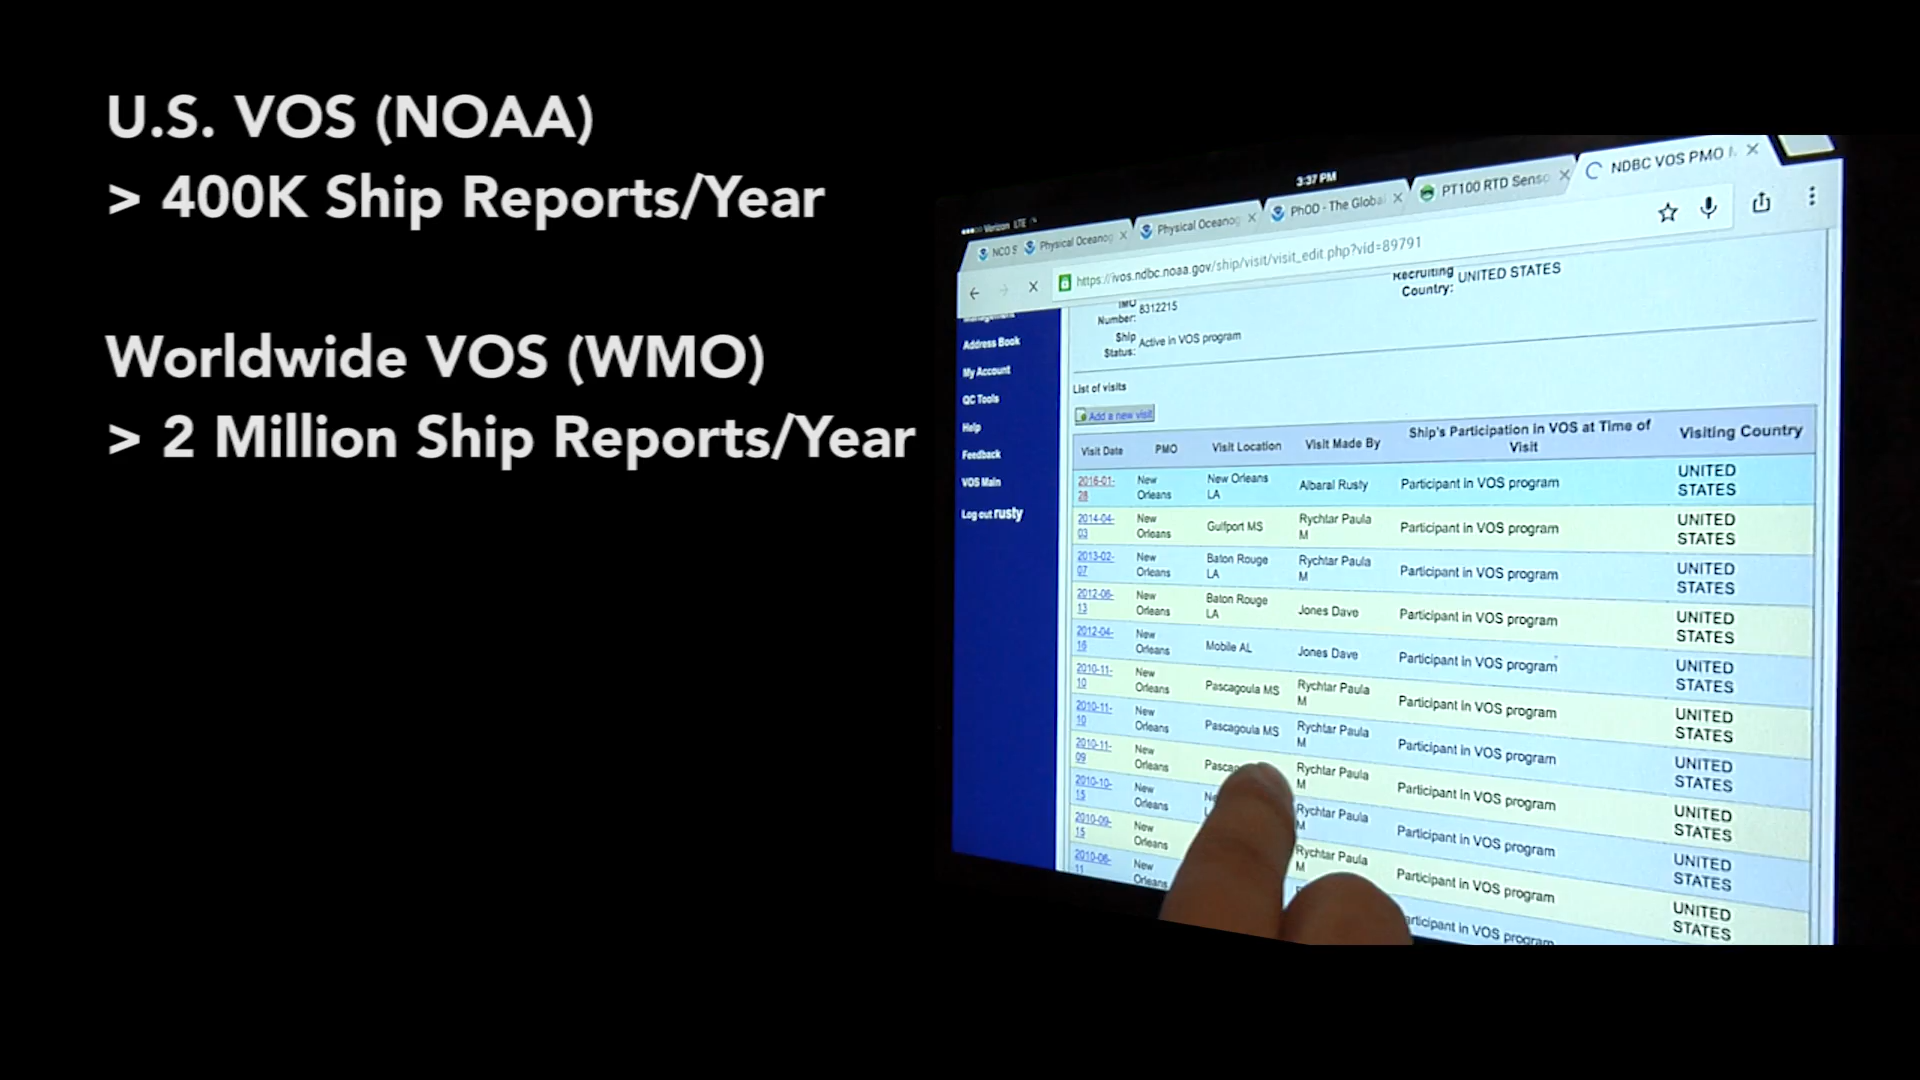 U.S. VOS (NOAA)
> 400K Ship Reports/Year
Worldwide VOS (WMO)
> 2 Million Ship Reports/Year
Verizon LTE
3:37 PM
NCO S
Physical Oceanog
Physical Oceanog
PhOD - The Global
PT100 RTD Senso
NDBC VOS PMO
https://ivos.ndbc.noaa.gov/ship/visit/visit_edit.php?vid=89791
Address Book
My Account
QC Tools
Help
Feedback
VOS Main
Log out rusty
IMO Number: 8312215
Recruiting Country: UNITED STATES
Ship Status: Active in VOS program
List of visits
Add a new visit
Visit Date PMO Visit Location Visit Made By Ship's Participation in VOS at Time of Visit Visiting Country
2016-01-28 New Orleans New Orleans LA Albaral Rusty Participant in VOS program UNITED STATES
2014-04-03 New Orleans Gulfport MS Rychtar Paula M Participant in VOS program UNITED STATES
2013-02-07 New Orleans Baton Rouge LA Rychtar Paula M Participant in VOS program UNITED STATES
2012-06-13 New Orleans Baton Rouge LA Jones Dave Participant in VOS program UNITED STATES
2012-04-16 New Orleans Mobile AL Jones Dave Participant in VOS program UNITED STATES
2010-11-10 New Orleans Pascagoula MS Rychtar Paula M Participant in VOS program UNITED STATES
2010-11-10 New Orleans Pascagoula MS Rychtar Paula M Participant in VOS program UNITED STATES
2010-11-09 New Orleans Rychtar Paula M Participant in VOS program UNITED STATES
2010-10-15 New Orleans Rychtar Paula M Participant in VOS program UNITED STATES
2010-09-15 New Orleans Rychtar Paula M Participant in VOS program UNITED STATES
2010-06-11 New Orleans Participant in VOS program UNITED STATES